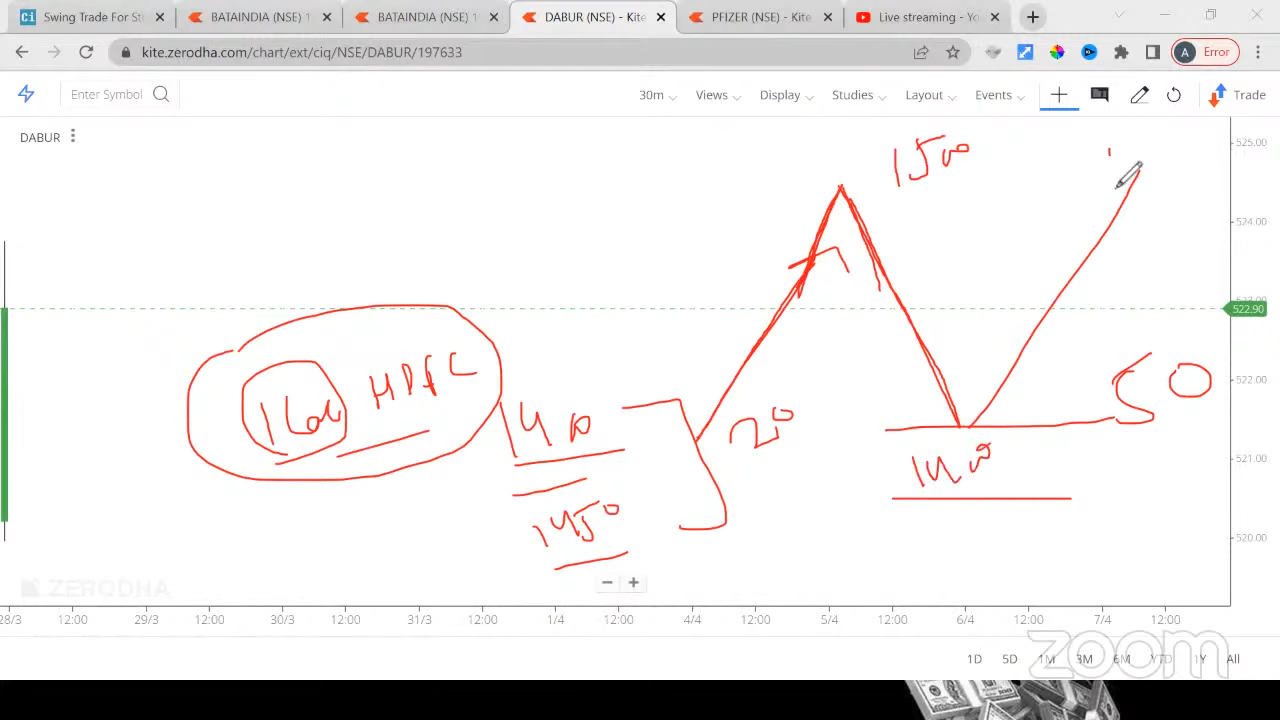 Swing Trade For St
BATAINDIA (NSE) 1
BATAINDIA (NSE) 1
DABUR (NSE) - Kite
PFIZER (NSE) - Kite
Live streaming - Yo
kite.zerodha.com/chart/ext/ciq/NSE/DABUR/197633
A Error
Enter Symbol
30m Views Display Studies Layout Events Trade
DABUR
525.00
1500
524.00
523.00
522.90
522.00
HDFC
50
20
521.00
1400
1450
520.00
ZERODHA
28/3 12:00 29/3 12:00 30/3 12:00 31/3 12:00 1/4 12:00 4/4 12:00 5/4 12:00 6/4 12:00 7/4 12:00
1D 5D 1M 3M 6M YTD 1Y All
zoom